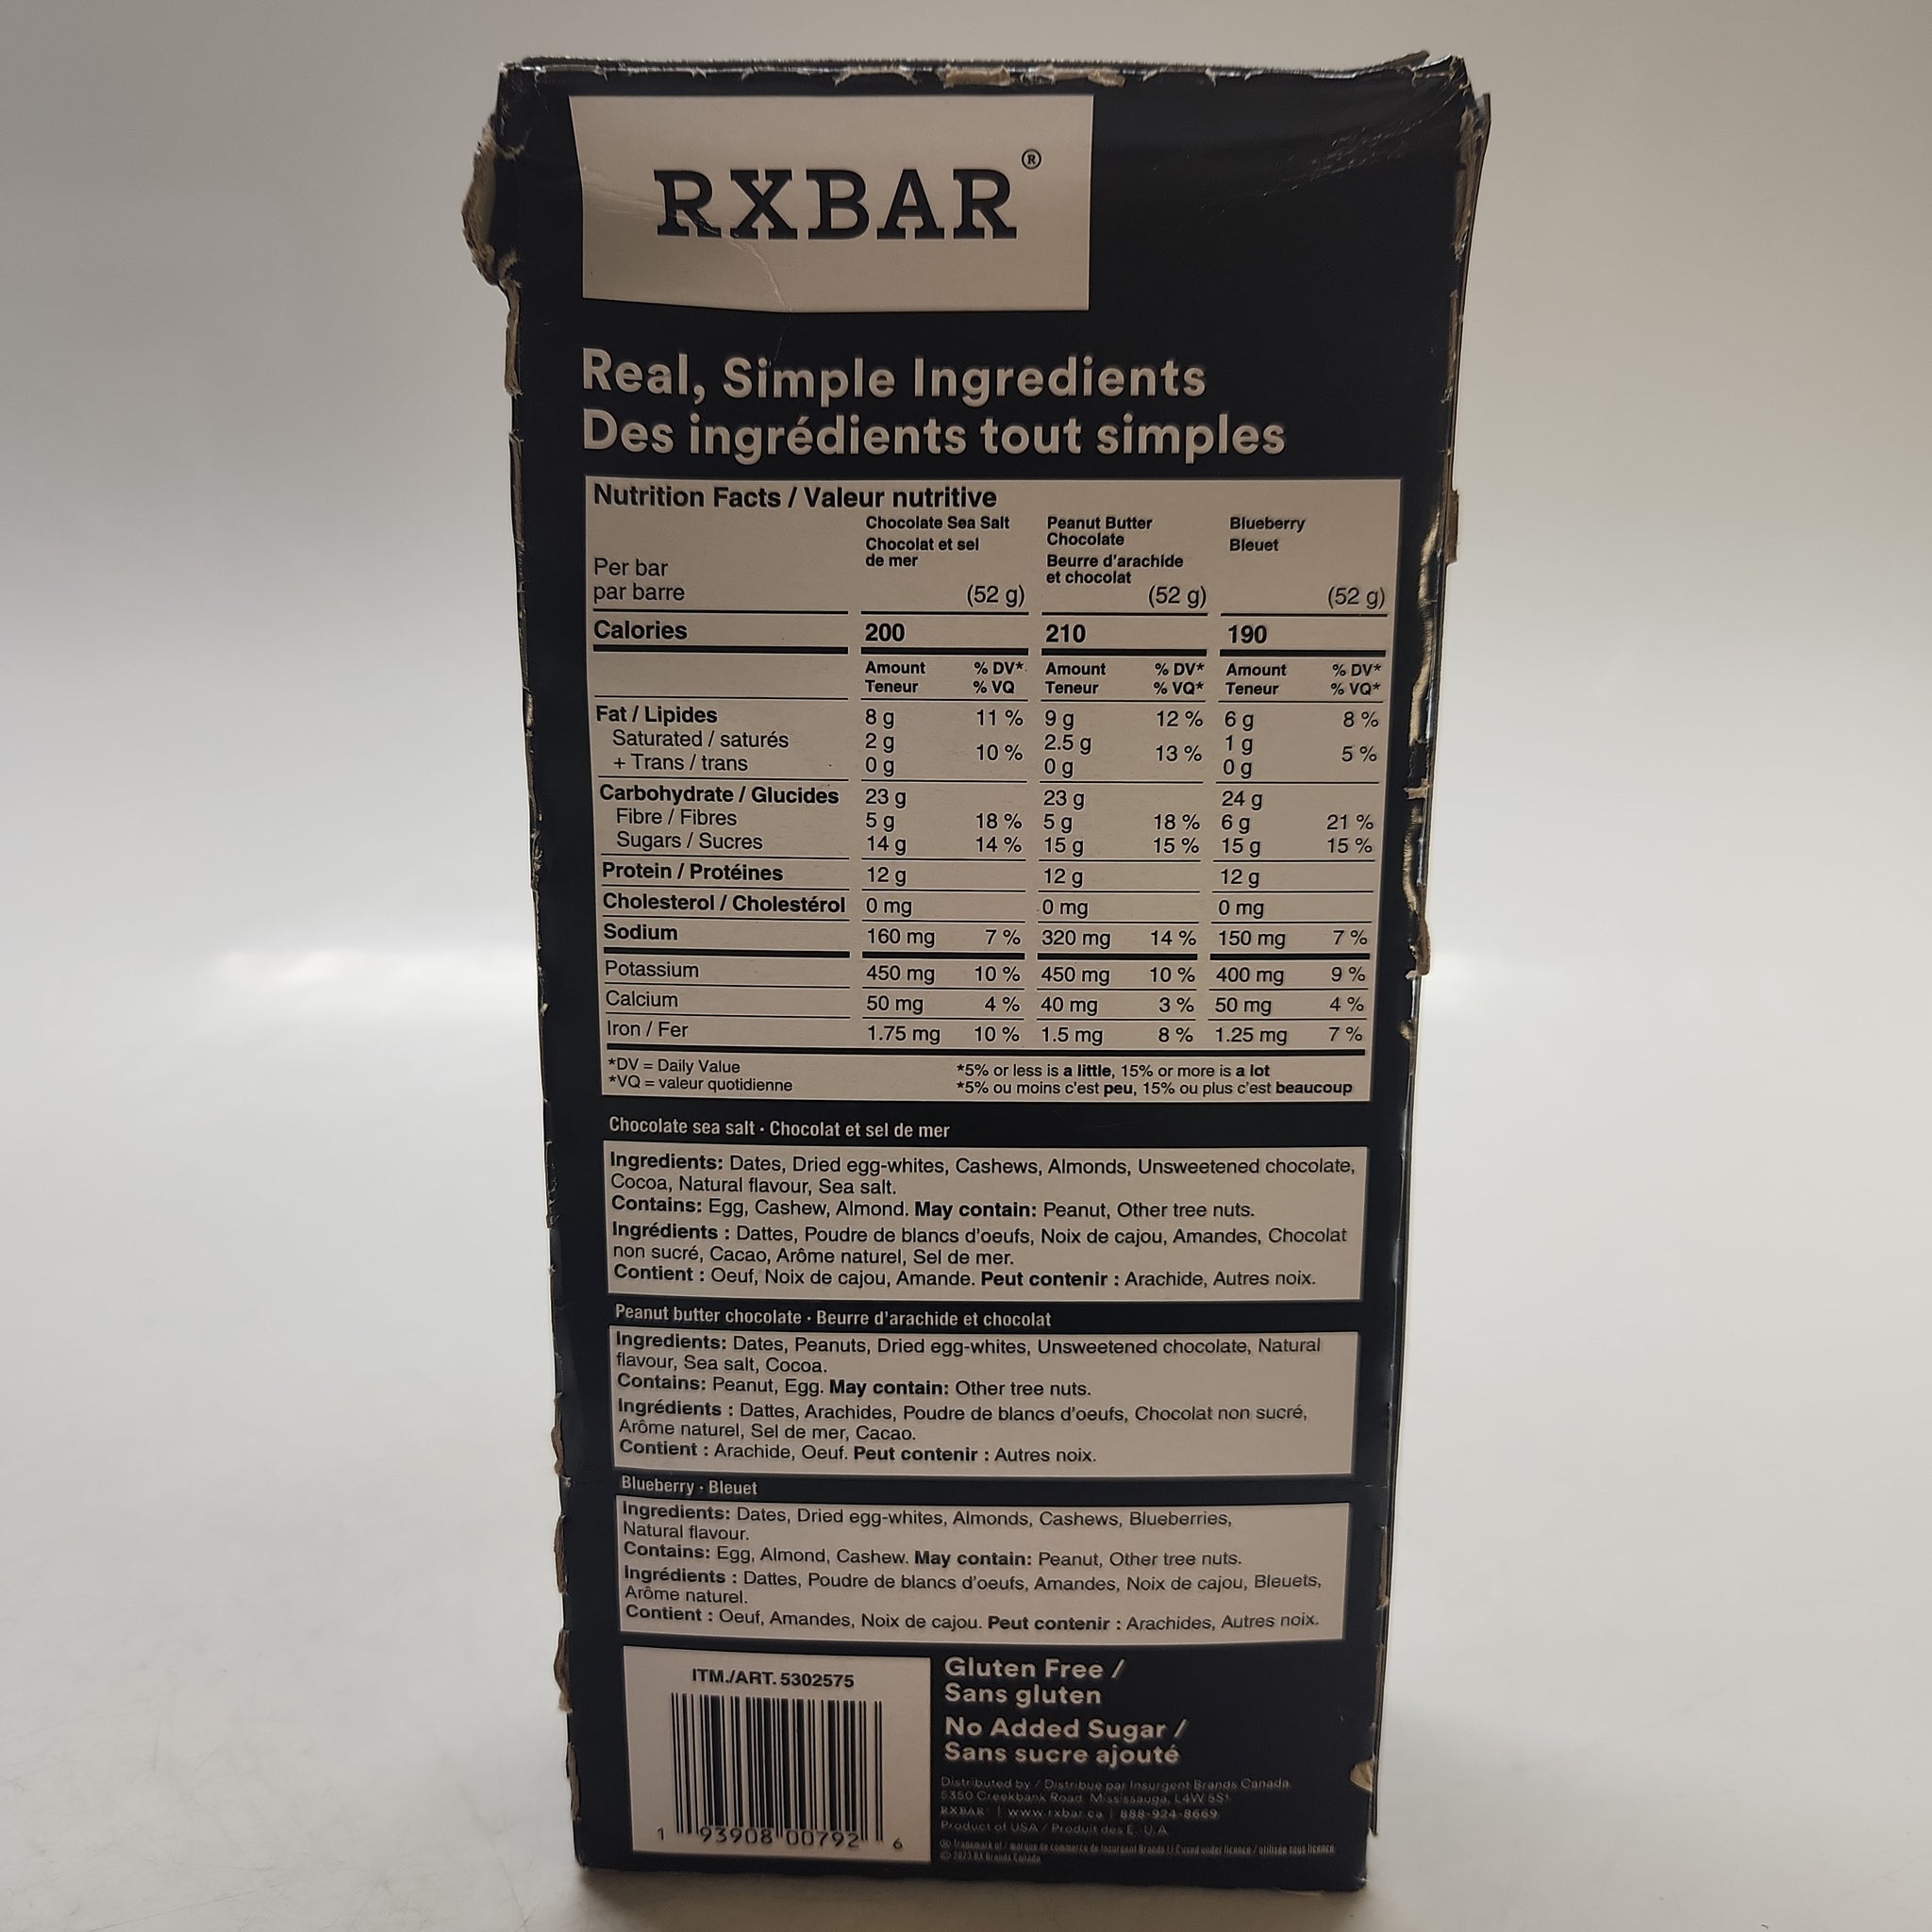 RXBAR®
Real, Simple Ingredients
Des ingrédients tout simples
Nutrition Facts / Valeur nutritive
Chocolate Sea Salt Peanut Butter Blueberry
Chocolat et sel Chocolate Bleuet
de mer Beurre d'arachide
Per bar et chocolat
par barre (52 g) (52 g) (52 g)
Calories 200 210 190
Amount % DV* Amount % DV* Amount % DV*
Teneur % VQ Teneur % VQ* Teneur % VQ*
Fat / Lipides 8 g 11 % 9 g 12 % 6 g 8 %
Saturated / saturés 2 g 10 % 2.5 g 13 % 1 g 5 %
+ Trans / trans 0 g 0 g 0 g
Carbohydrate / Glucides 23 g 23 g 24 g
Fibre / Fibres 5 g 18 % 5 g 18 % 6 g 21 %
Sugars / Sucres 14 g 14 % 15 g 15 % 15 g 15 %
Protein / Protéines 12 g 12 g 12 g
Cholesterol / Cholestérol 0 mg 0 mg 0 mg
Sodium 160 mg 7 % 320 mg 14 % 150 mg 7 %
Potassium 450 mg 10 % 450 mg 10 % 400 mg 9 %
Calcium 50 mg 4 % 40 mg 3 % 50 mg 4 %
Iron / Fer 1.75 mg 10 % 1.5 mg 8 % 1.25 mg 7 %
*DV = Daily Value *5% or less is a little, 15% or more is a lot
*VQ = valeur quotidienne *5% ou moins c'est peu, 15% ou plus c'est beaucoup
Chocolate sea salt · Chocolat et sel de mer
Ingredients: Dates, Dried egg-whites, Cashews, Almonds, Unsweetened chocolate,
Cocoa, Natural flavour, Sea salt.
Contains: Egg, Cashew, Almond. May contain: Peanut, Other tree nuts.
Ingrédients : Dattes, Poudre de blancs d'oeufs, Noix de cajou, Amandes, Chocolat
non sucré, Cacao, Arôme naturel, Sel de mer.
Contient : Oeuf, Noix de cajou, Amande. Peut contenir : Arachide, Autres noix.
Peanut butter chocolate · Beurre d'arachide et chocolat
Ingredients: Dates, Peanuts, Dried egg-whites, Unsweetened chocolate, Natural
flavour, Sea salt, Cocoa.
Contains: Peanut, Egg. May contain: Other tree nuts.
Ingrédients : Dattes, Arachides, Poudre de blancs d'oeufs, Chocolat non sucré,
Arôme naturel, Sel de mer, Cacao.
Contient : Arachide, Oeuf. Peut contenir : Autres noix.
Blueberry · Bleuet
Ingredients: Dates, Dried egg-whites, Almonds, Cashews, Blueberries,
Natural flavour.
Contains: Egg, Almond, Cashew. May contain: Peanut, Other tree nuts.
Ingrédients : Dattes, Poudre de blancs d'oeufs, Amandes, Noix de cajou, Bleuets,
Arôme naturel.
Contient : Oeuf, Amandes, Noix de cajou. Peut contenir : Arachides, Autres noix.
ITM./ART. 5302575
1 93908 00792 6
Gluten Free /
Sans gluten
No Added Sugar /
Sans sucre ajouté
Distributed by / Distribue par Insurgent Brands Canada
5350 Creekbank Road, Mississauga, L4W
RXBAR | www.rxbar.ca | 888-924-8669
Product of USA / Produit des E.-U.A.
Trademark of / marque de commerce de Insurgent Brands used under licence / utilisée sous licence
© 2023 RX Brands Canada